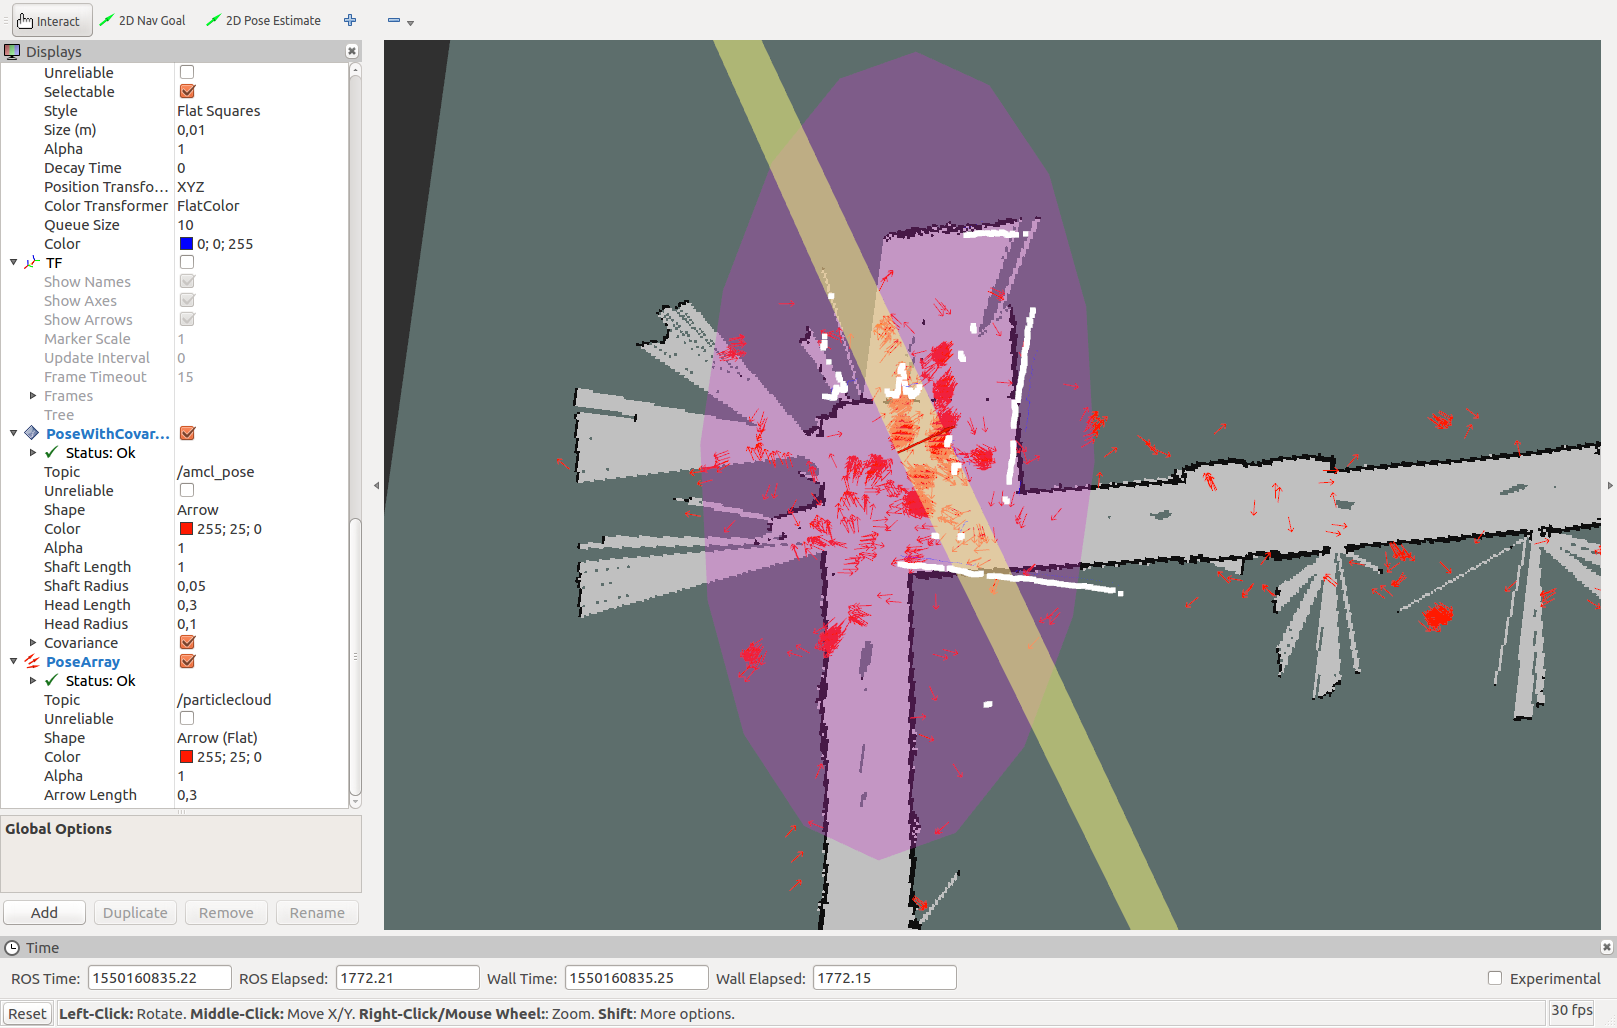 Interact 2D Nav Goal 2D Pose Estimate
Displays
Unreliable
Selectable
Style Flat Squares
Size (m) 0,01
Alpha 1
Decay Time 0
Position Transfo... XYZ
Color Transformer FlatColor
Queue Size 10
Color 0; 0; 255
TF
Show Names
Show Axes
Show Arrows
Marker Scale 1
Update Interval 0
Frame Timeout 15
Frames
Tree
PoseWithCovar...
Status: Ok
Topic /amcl_pose
Unreliable
Shape Arrow
Color 255; 25; 0
Alpha 1
Shaft Length 1
Shaft Radius 0,05
Head Length 0,3
Head Radius 0,1
Covariance
PoseArray
Status: Ok
Topic /particlecloud
Unreliable
Shape Arrow (Flat)
Color 255; 25; 0
Alpha 1
Arrow Length 0,3
Global Options
Add Duplicate Remove Rename
Time
ROS Time: 1550160835.22 ROS Elapsed: 1772.21 Wall Time: 1550160835.25 Wall Elapsed: 1772.15 Experimental
Reset Left-Click: Rotate. Middle-Click: Move X/Y. Right-Click/Mouse Wheel:: Zoom. Shift: More options. 30 fps